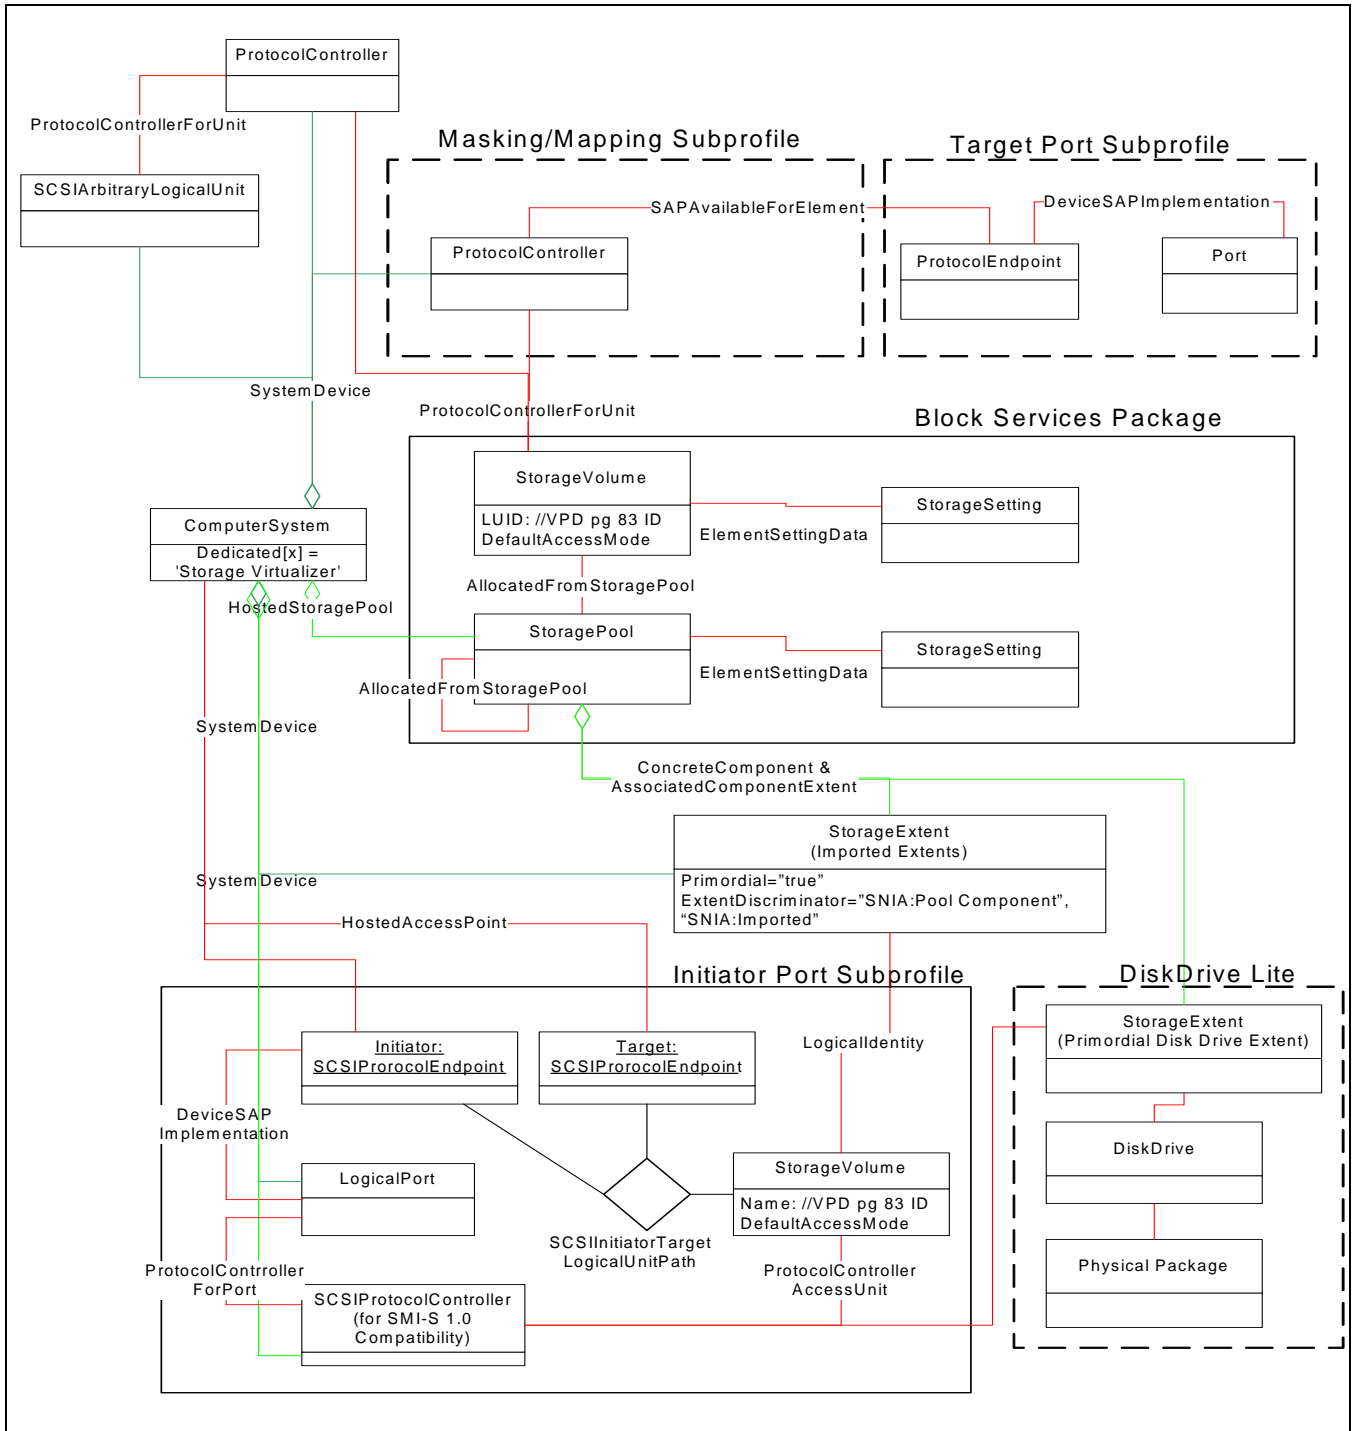 ProtocolController
ProtocolControllerForUnit
SCSIArbitraryLogicalUnit
Masking/Mapping Subprofile
Target Port Subprofile
SAPAvailableForElement
DeviceSAPImplementation
ProtocolController
ProtocolEndpoint
Port
SystemDevice
ProtocolControllerForUnit
Block Services Package
StorageVolume
LUID: //VPD pg 83 ID
DefaultAccessMode
StorageSetting
ElementSettingData
ComputerSystem
Dedicated[x] =
'Storage Virtualizer'
AllocatedFromStoragePool
HostedStoragePool
StoragePool
StorageSetting
ElementSettingData
AllocatedFromStoragePool
SystemDevice
ConcreteComponent &
AssociatedComponentExtent
StorageExtent
(Imported Extents)
Primordial=”true”
ExtentDiscriminator=”SNIA:Pool Component”,
“SNIA:Imported”
SystemDevice
HostedAccessPoint
Initiator Port Subprofile
DiskDrive Lite
Initiator:
SCSIProrocolEndpoint
Target:
SCSIProrocolEndpoint
LogicalIdentity
StorageExtent
(Primordial Disk Drive Extent)
DeviceSAP
Implementation
DiskDrive
LogicalPort
StorageVolume
Name: //VPD pg 83 ID
DefaultAccessMode
SCSIInitiatorTarget
LogicalUnitPath
ProtocolContrroller
ForPort
ProtocolController
AccessUnit
Physical Package
SCSIProtocolController
(for SMI-S 1.0
Compatibility)